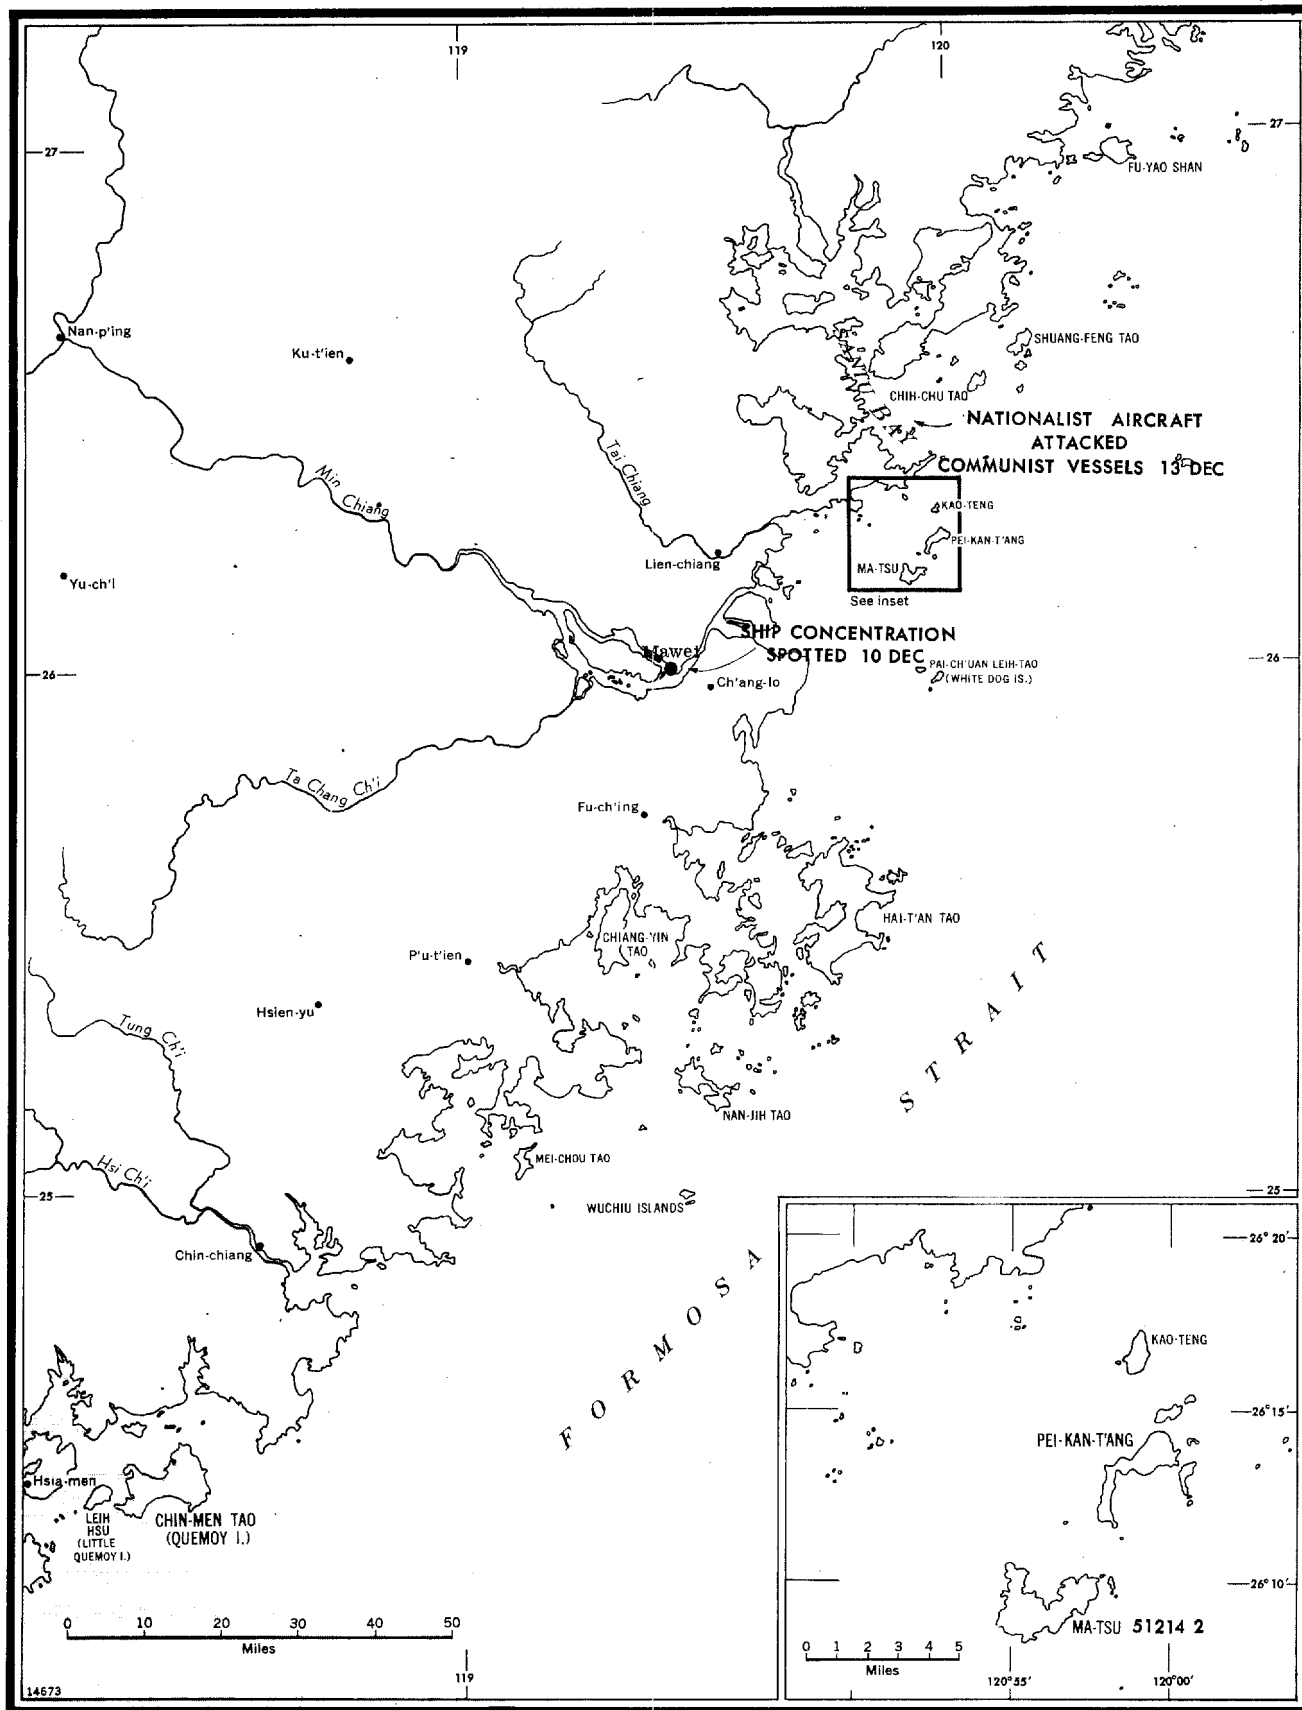 119
120
27
27
FU-YAO SHAN
Nan-p'ing
Ku-t'ien
SHUANG-FENG TAO
CHIH-CHU TAO
SANTU BAY
NATIONALIST AIRCRAFT
ATTACKED
COMMUNIST VESSELS 13 DEC
Tai Chiang
Min Chiang
KAO-TENG
PEI-KAN-T'ANG
MA-TSU
Lien-chiang
See inset
Yu-ch'i
SHIP CONCENTRATION
SPOTTED 10 DEC
Mawei
26
26
PAI-CH'UAN LEIH-TAO
(WHITE DOG IS.)
Ch'ang-lo
Ta Chang Ch'i
Fu-ch'ing
HAI-T'AN TAO
CHIANG-YIN
TAO
P'u-t'ien
Hsien-yu
Tung Ch'i
FORMOSA STRAIT
NAN-JIH TAO
MEI-CHOU TAO
Hsi Ch'i
25
25
WUCHIU ISLANDS
Chin-chiang
26° 20'
KAO-TENG
26° 15'
PEI-KAN-T'ANG
Hsia-men
LEIH
HSU
(LITTLE
QUEMOY I.)
CHIN-MEN TAO
(QUEMOY I.)
26° 10'
MA-TSU 51214 2
0 10 20 30 40 50
Miles
0 1 2 3 4 5
Miles
119
120°55'
120°00'
14673